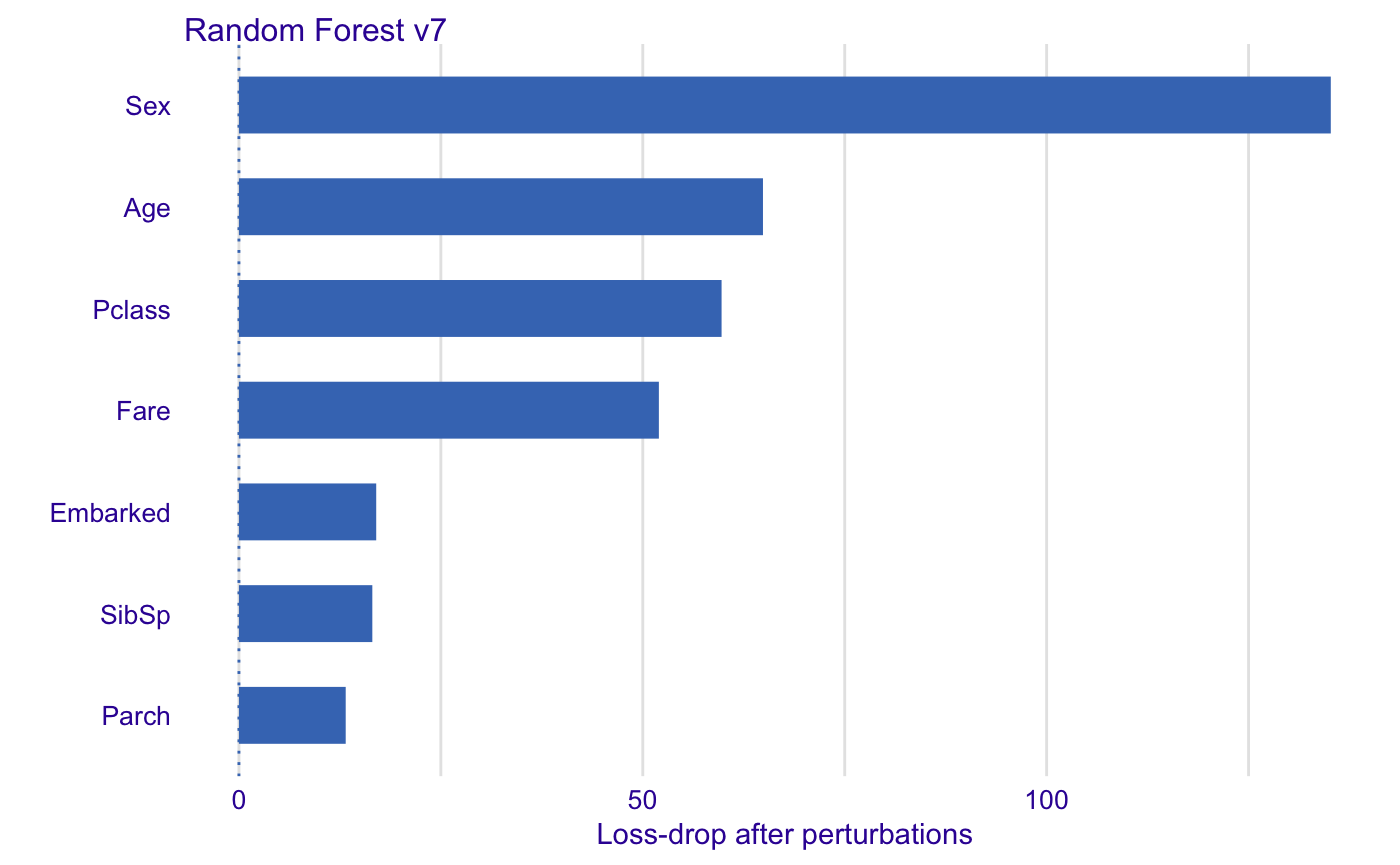 Random Forest v7
Sex
Age
Pclass
Fare
Embarked
SibSp
Parch
0 50 100
Loss-drop after perturbations